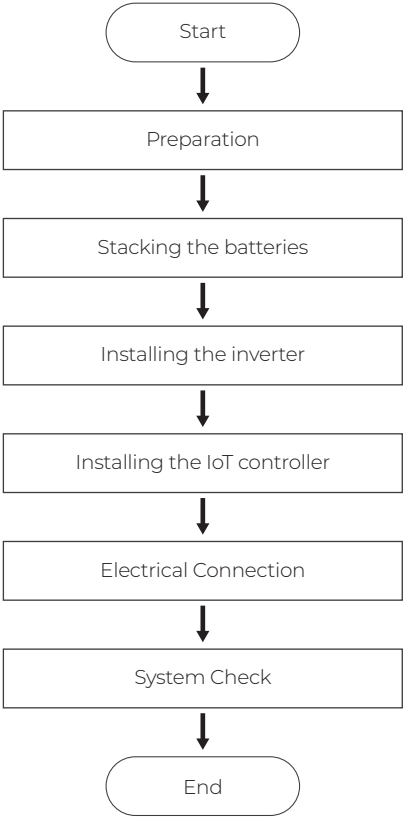 Start
Preparation
Stacking the batteries
Installing the inverter
Installing the IoT controller
Electrical Connection
System Check
End